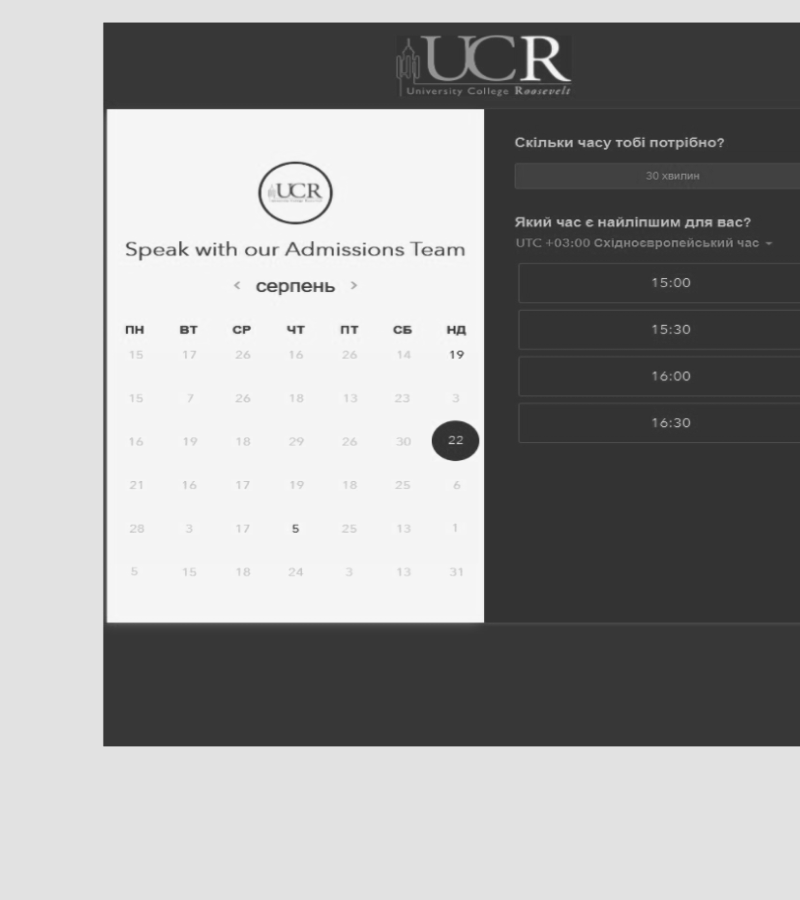 UCR
University College Roosevelt
UCR
Speak with our Admissions Team
< серпень >
ПН ВТ СР ЧТ ПТ СБ НД
15 17 26 16 26 14 19
15 7 26 18 13 23 3
16 19 18 29 26 30 22
21 16 17 19 18 25 6
28 3 17 5 25 13 1
5 15 18 24 3 13 31
Скільки часу тобі потрібно?
30 хвилин
Який час є найліпшим для вас?
UTC +03:00 Східноєвропейський час
15:00
15:30
16:00
16:30